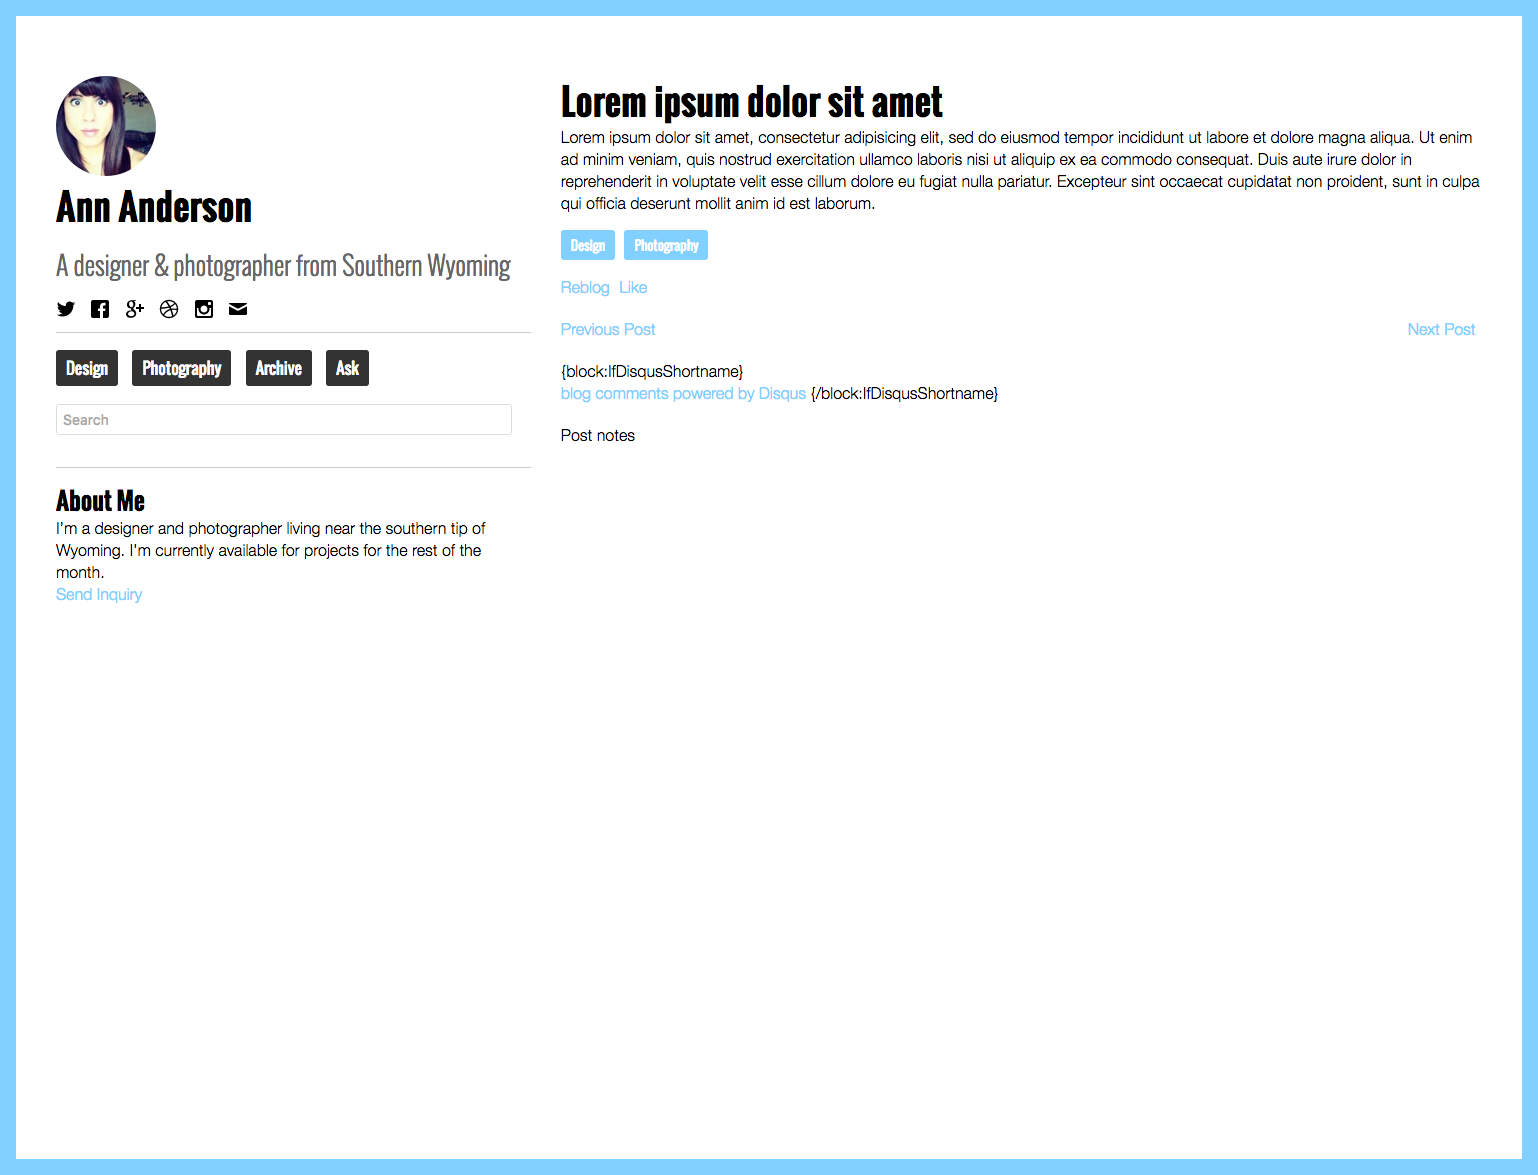 Ann Anderson
A designer & photographer from Southern Wyoming
Design Photography Archive Ask
Search
About Me
I'm a designer and photographer living near the southern tip of
Wyoming. I'm currently available for projects for the rest of the
month.
Send Inquiry
Lorem ipsum dolor sit amet
Lorem ipsum dolor sit amet, consectetur adipisicing elit, sed do eiusmod tempor incididunt ut labore et dolore magna aliqua. Ut enim
ad minim veniam, quis nostrud exercitation ullamco laboris nisi ut aliquip ex ea commodo consequat. Duis aute irure dolor in
reprehenderit in voluptate velit esse cillum dolore eu fugiat nulla pariatur. Excepteur sint occaecat cupidatat non proident, sunt in culpa
qui officia deserunt mollit anim id est laborum.
Design Photography
Reblog Like
Previous Post Next Post
{block:IfDisqusShortname}
blog comments powered by Disqus {/block:IfDisqusShortname}
Post notes